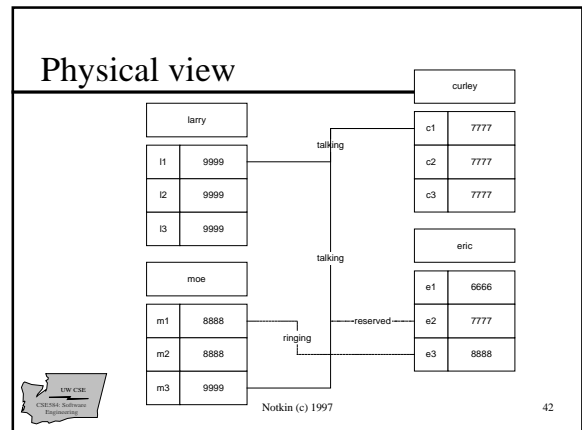 Physical view
larry
l1 9999
l2 9999
l3 9999
moe
m1 8888
m2 8888
m3 9999
talking
talking
ringing
reserved
curley
c1 7777
c2 7777
c3 7777
eric
e1 6666
e2 7777
e3 8888
UW CSE
CSE584: Software
Engineering
Notkin (c) 1997
42